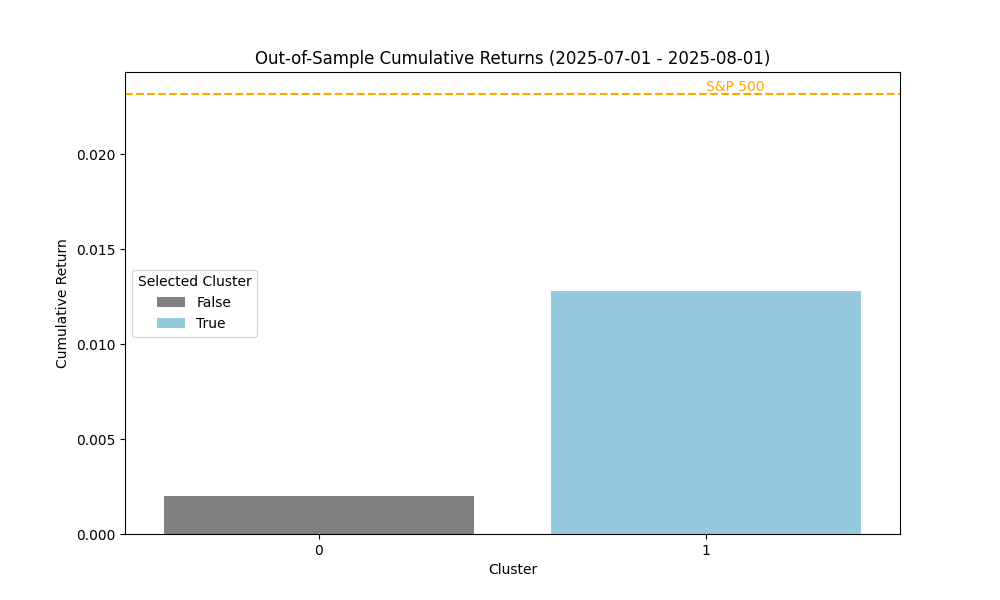 Out-of-Sample Cumulative Returns (2025-07-01 - 2025-08-01)
S&P 500
0.020
0.015
0.010
0.005
0.000
Cumulative Return
Selected Cluster
False
True
0
1
Cluster